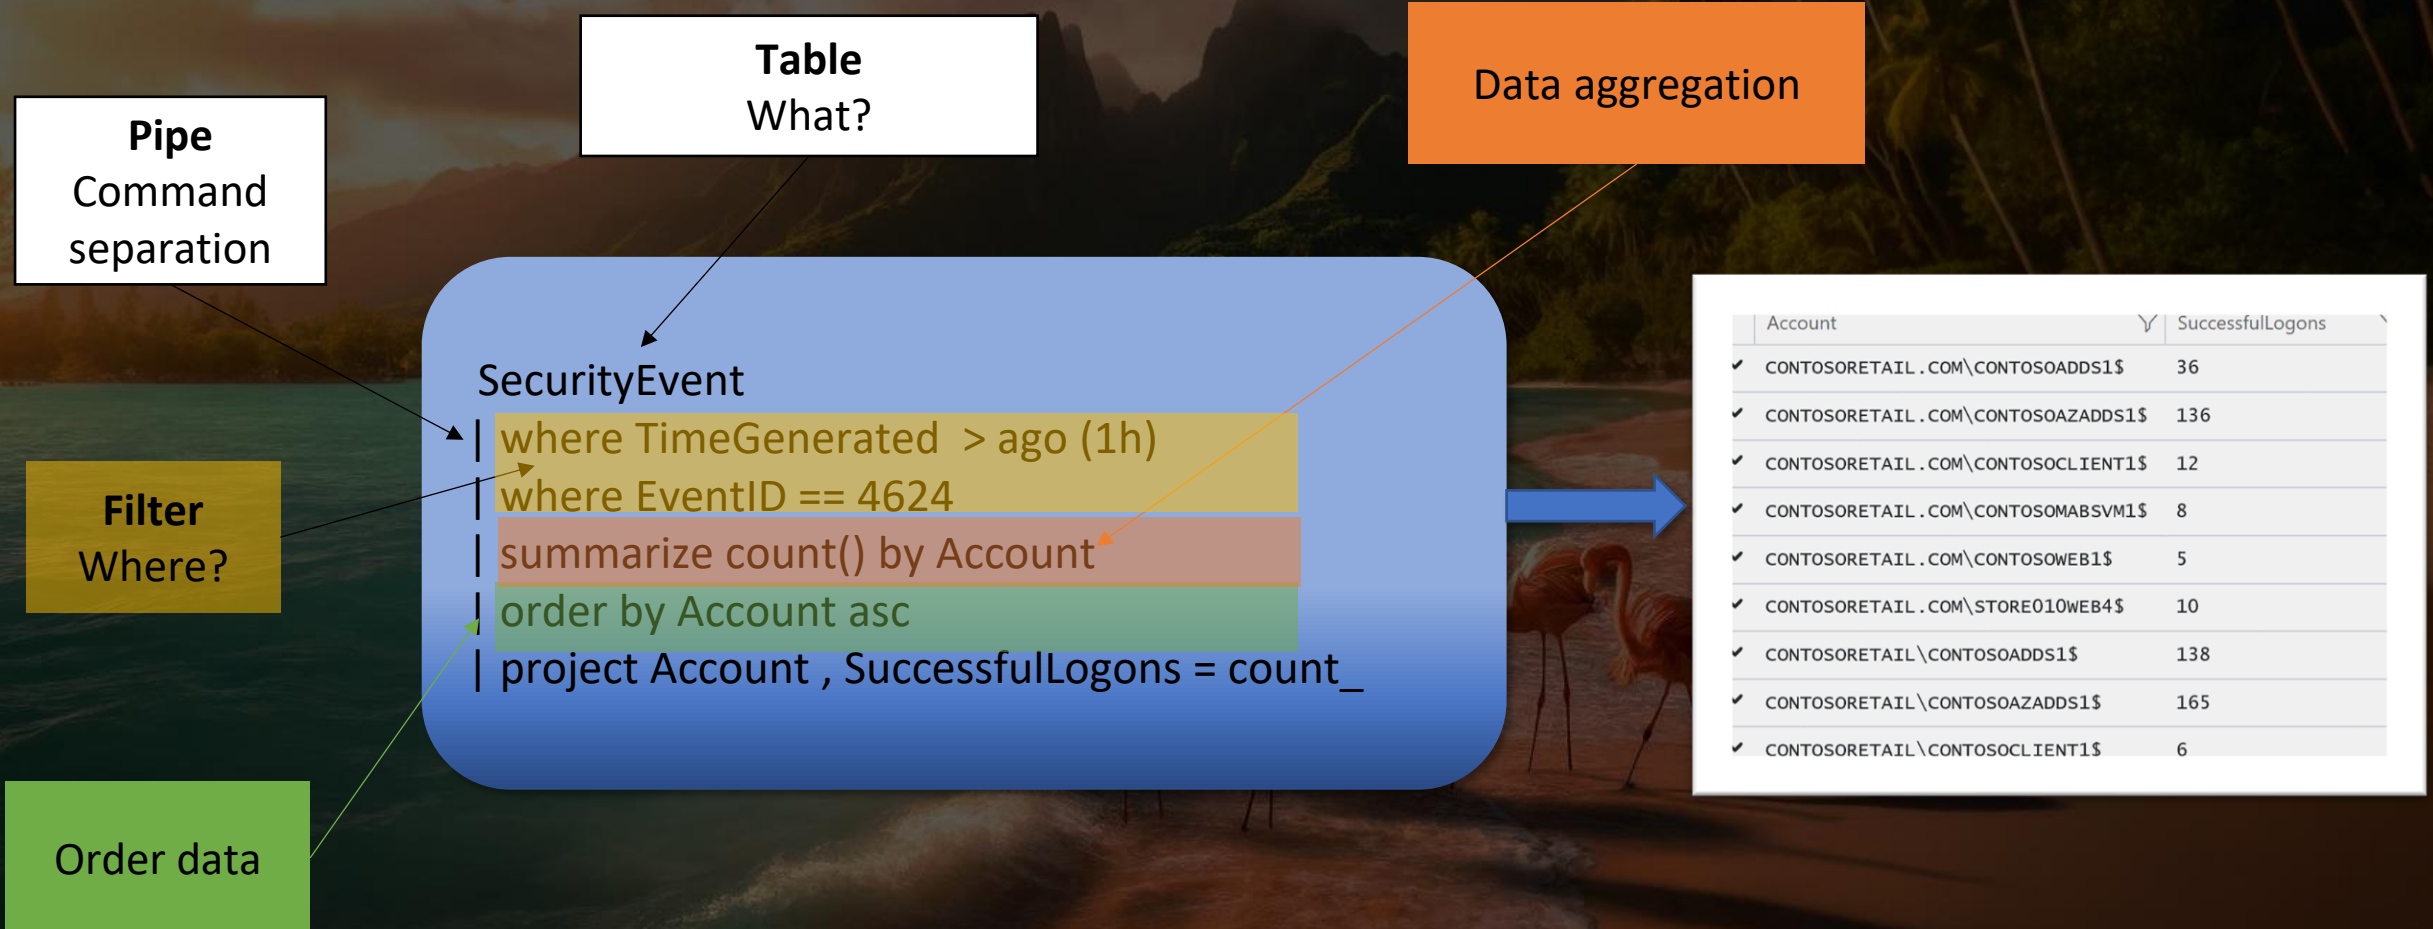 Table
What?
Data aggregation
Pipe
Command
separation
SecurityEvent
| where TimeGenerated  > ago (1h)
| where EventID == 4624
| summarize count() by Account
| order by Account asc
| project Account , SuccessfulLogons = count_
Filter
Where?
Order data
Account SuccessfulLogons
CONTOSORETAIL.COM\CONTOSOADDS1$ 36
CONTOSORETAIL.COM\CONTOSOAZADDS1$ 136
CONTOSORETAIL.COM\CONTOSOCLIENT1$ 12
CONTOSORETAIL.COM\CONTOSOMABSVM1$ 8
CONTOSORETAIL.COM\CONTOSOWEB1$ 5
CONTOSORETAIL.COM\STORE010WEB4$ 10
CONTOSORETAIL\CONTOSOADDS1$ 138
CONTOSORETAIL\CONTOSOAZADDS1$ 165
CONTOSORETAIL\CONTOSOCLIENT1$ 6